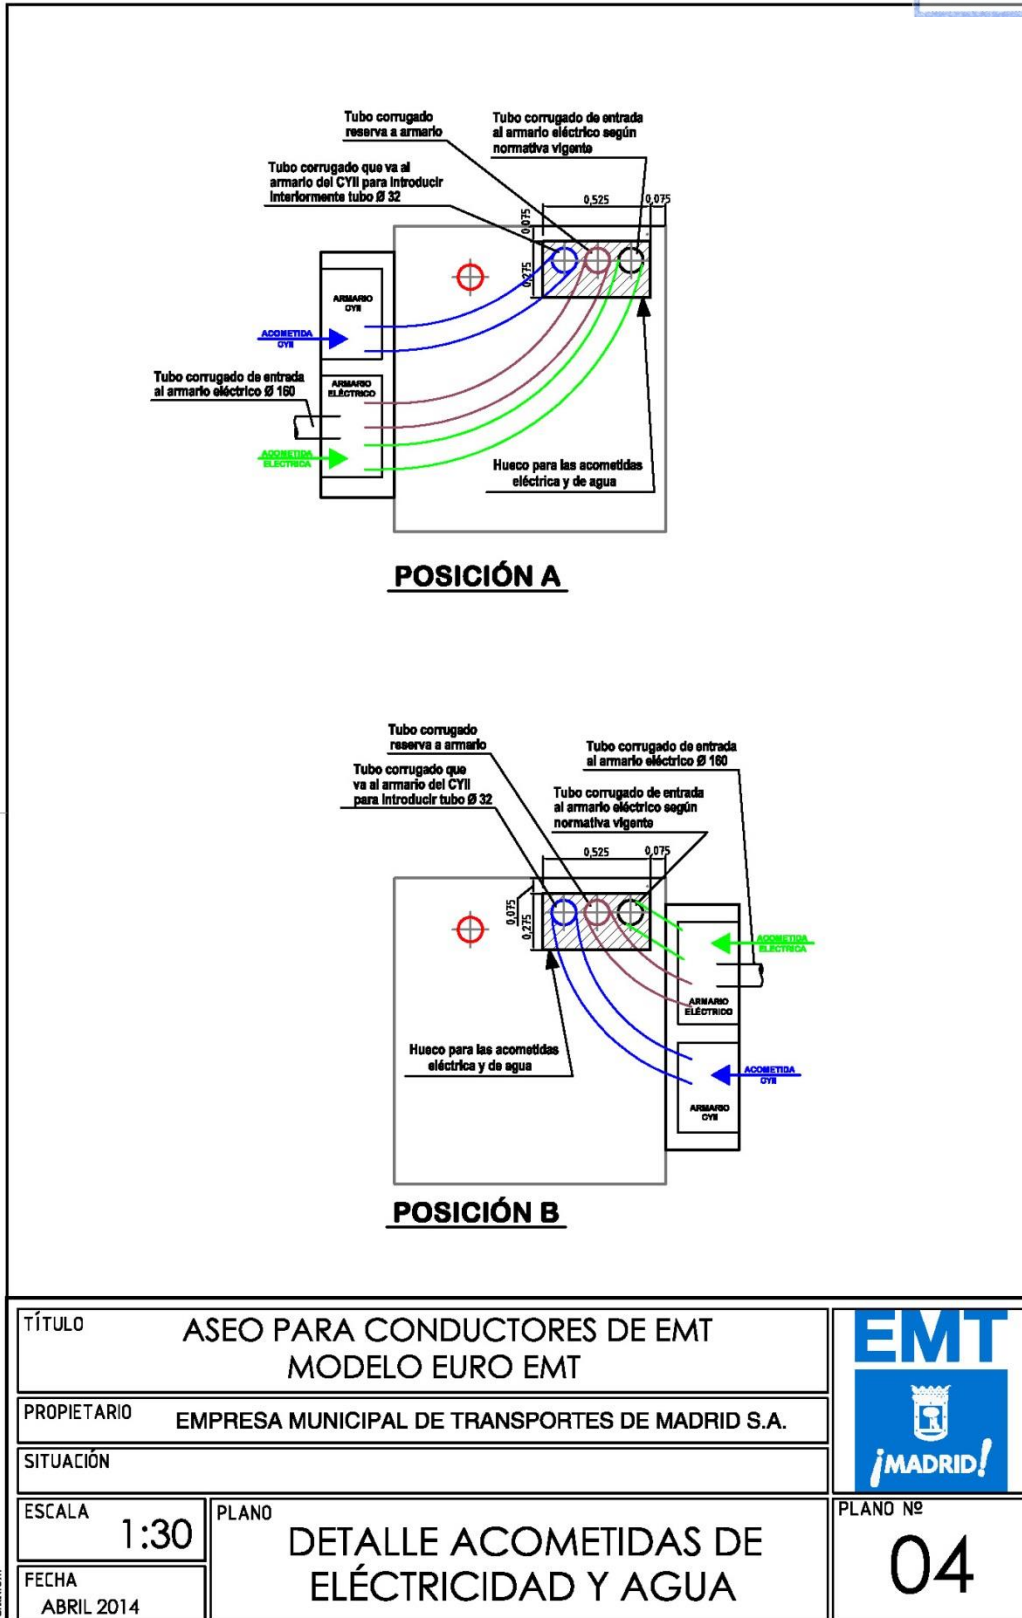 Tubo corrugado
reserva a armario
Tubo corrugado de entrada
al armario eléctrico según
normativa vigente
Tubo corrugado que va al
armario del CYII para introducir
interiormente tubo Ø 32
0,525
0,075
0,075
0,275
ARMARIO
CYII
ACOMETIDA
CYII
Tubo corrugado de entrada
al armario eléctrico Ø 160
ARMARIO
ELÉCTRICO
ACOMETIDA
ELECTRICA
Hueco para las acometidas
eléctrica y de agua
POSICIÓN A
Tubo corrugado
reserva a armario
Tubo corrugado de entrada
al armario eléctrico Ø 160
Tubo corrugado que
va al armario del CYII
para introducir tubo Ø 32
Tubo corrugado de entrada
al armario eléctrico según
normativa vigente
0,525
0,075
0,075
0,275
ACOMETIDA
ELECTRICA
ARMARIO
ELÉCTRICO
Hueco para las acometidas
eléctrica y de agua
ACOMETIDA
CYII
ARMARIO
CYII
POSICIÓN B
TÍTULO
ASEO PARA CONDUCTORES DE EMT
MODELO EURO EMT
EMT
¡MADRID!
PROPIETARIO
EMPRESA MUNICIPAL DE TRANSPORTES DE MADRID S.A.
SITUACIÓN
ESCALA
1:30
PLANO
DETALLE ACOMETIDAS DE
ELÉCTRICIDAD Y AGUA
PLANO Nº
04
FECHA
ABRIL 2014